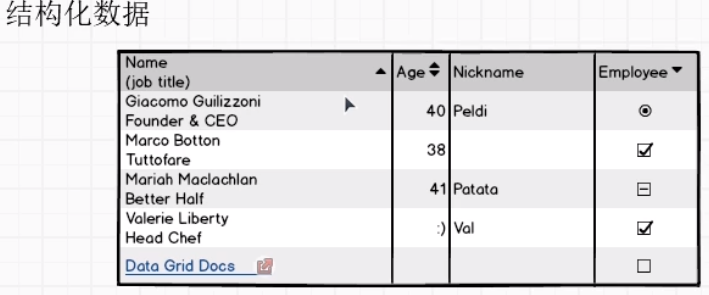 结构化数据
Name
(job title)
Age
Nickname
Employee
Giacomo Guilizzoni
Founder & CEO
40
Peldi
Marco Botton
Tuttofare
38
Mariah Maclachlan
Better Half
41
Patata
Valerie Liberty
Head Chef
:)
Val
Data Grid Docs